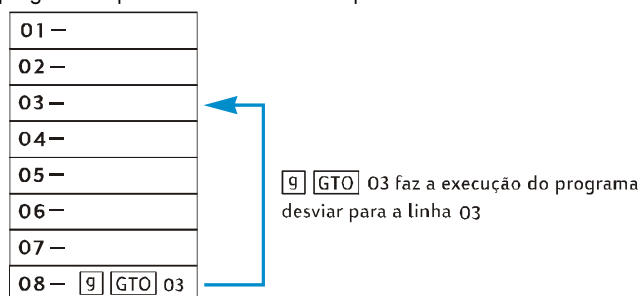 01 –
02 –
03 –
04 –
05 –
06 –
07 –
08 – g GTO 03
g GTO 03 faz a execução do programa
desviar para a linha 03